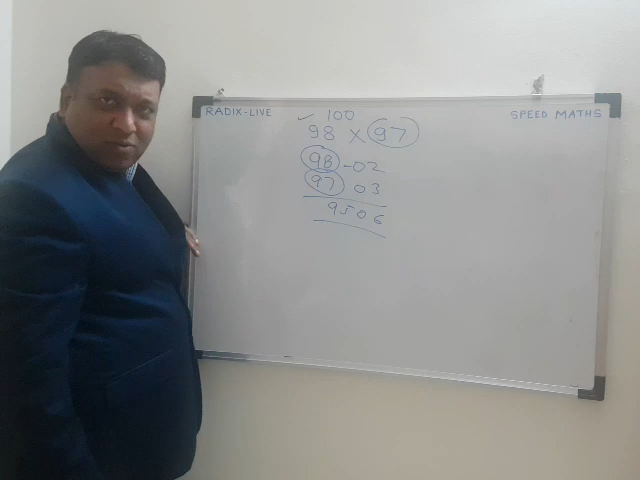 RADIX-LIVE
SPEED MATHS
✓ 100
98 × 97
98 - 02
97 03
9506